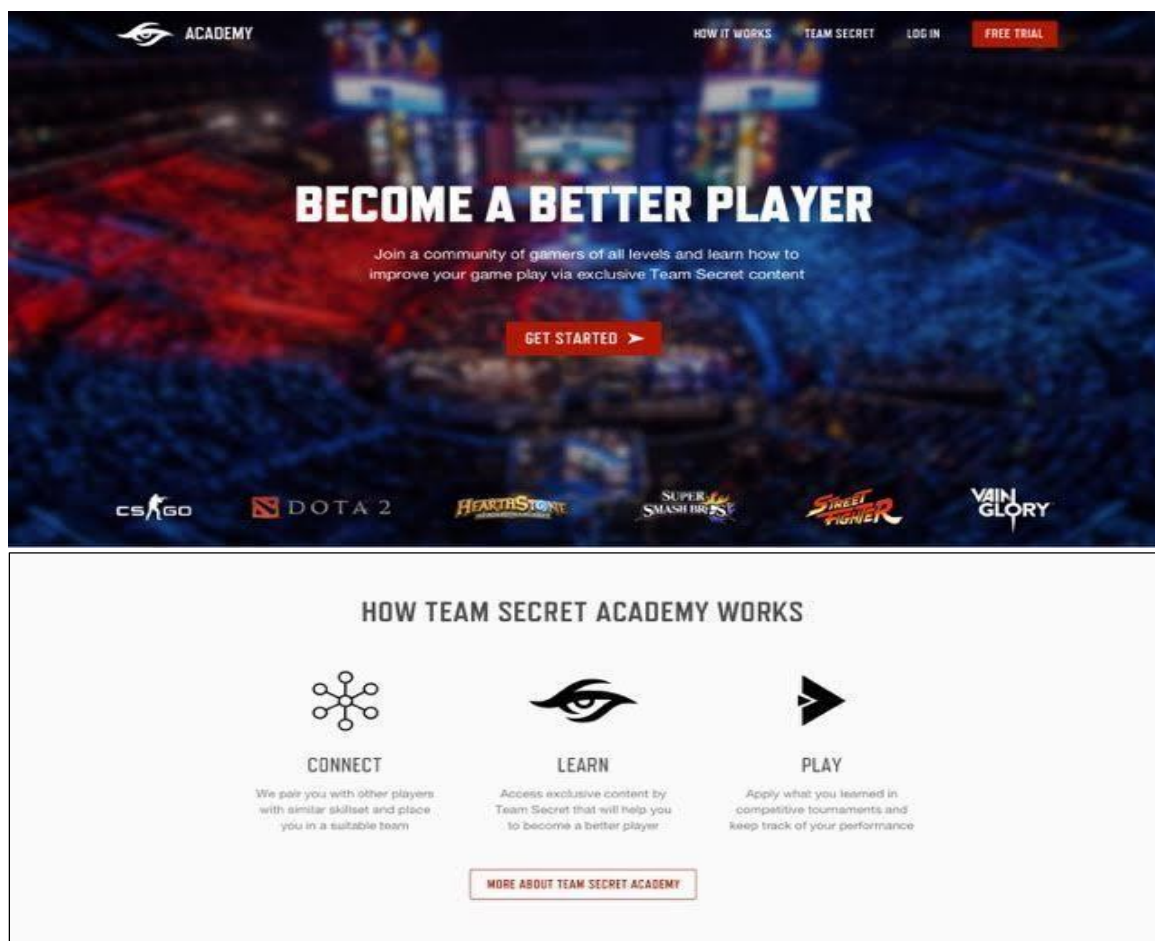 ACADEMY
HOW IT WORKS TEAM SECRET LOG IN FREE TRIAL
BECOME A BETTER PLAYER
Join a community of gamers of all levels and learn how to
improve your game play via exclusive Team Secret content
GET STARTED
CS GO DOTA 2 HEARTHSTONE SUPER SMASH BROS STREET FIGHTER VAIN GLORY
HOW TEAM SECRET ACADEMY WORKS
CONNECT LEARN PLAY
We pair you with other players
with similar skillset and place
you in a suitable team
Access exclusive content by
Team Secret that will help you
to become a better player
Apply what you learned in
competitive tournaments and
keep track of your performance
MORE ABOUT TEAM SECRET ACADEMY